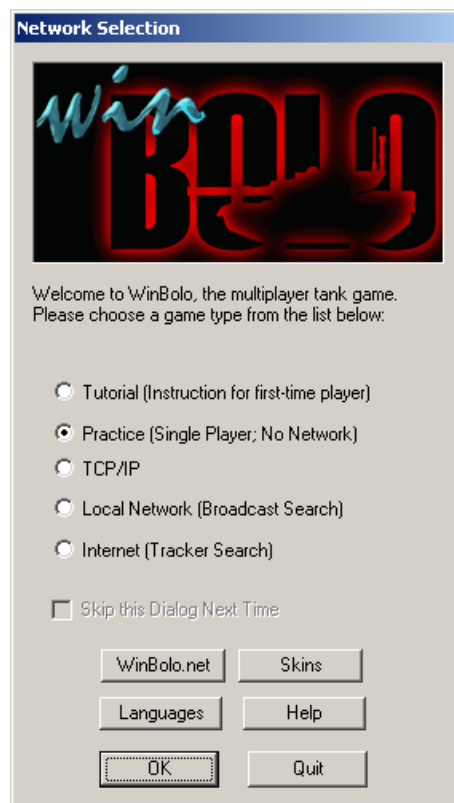 Network Selection
Win
BOLO
Welcome to WinBolo, the multiplayer tank game.
Please choose a game type from the list below:
Tutorial (Instruction for first-time player)
Practice (Single Player; No Network)
TCP/IP
Local Network (Broadcast Search)
Internet (Tracker Search)
Skip this Dialog Next Time
WinBolo.net Skins
Languages Help
OK Quit